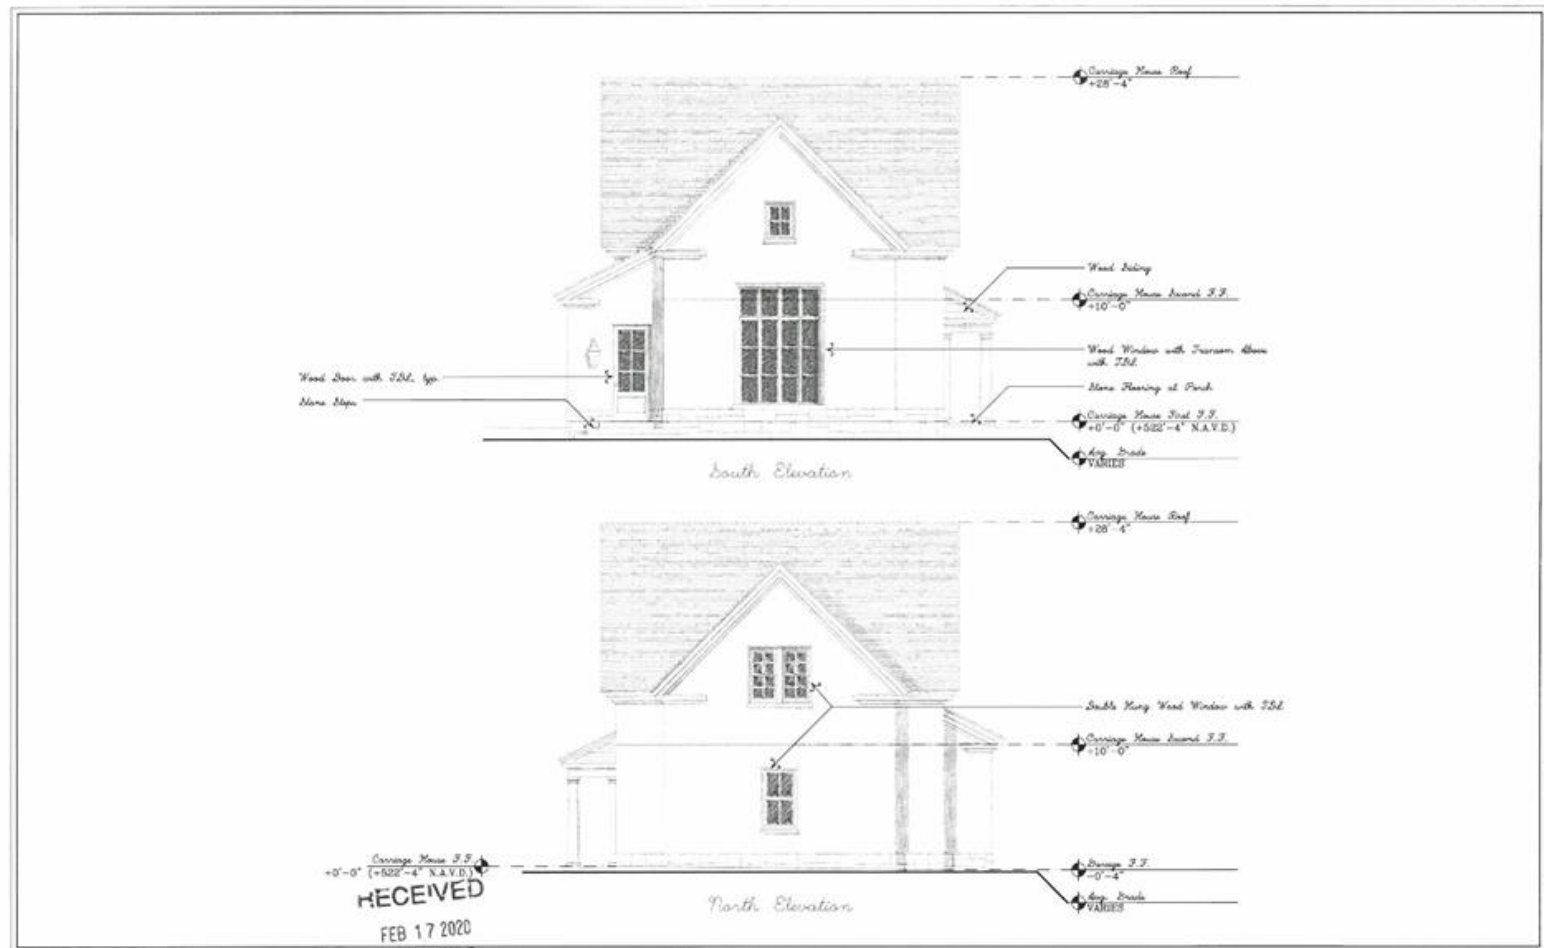 Carriage House Roof
+28'-4"
Wood Siding
Carriage House Second F.F.
+10'-0"
Wood Window with Transom Above
with TDL
Wood Door with TDL, typ.
Stone Flooring at Porch
Stone Steps
Carriage House First F.F.
+0'-0" (+522'-4" N.A.V.D.)
Avg. Grade
VARIES
South Elevation
Carriage House Roof
+28'-4"
Double Hung Wood Window with TDL
Carriage House Second F.F.
+10'-0"
Carriage House F.F.
+0'-0" (+522'-4" N.A.V.D.)
Garage F.F.
-0'-4"
Avg. Grade
VARIES
North Elevation
RECEIVED
FEB 17 2020